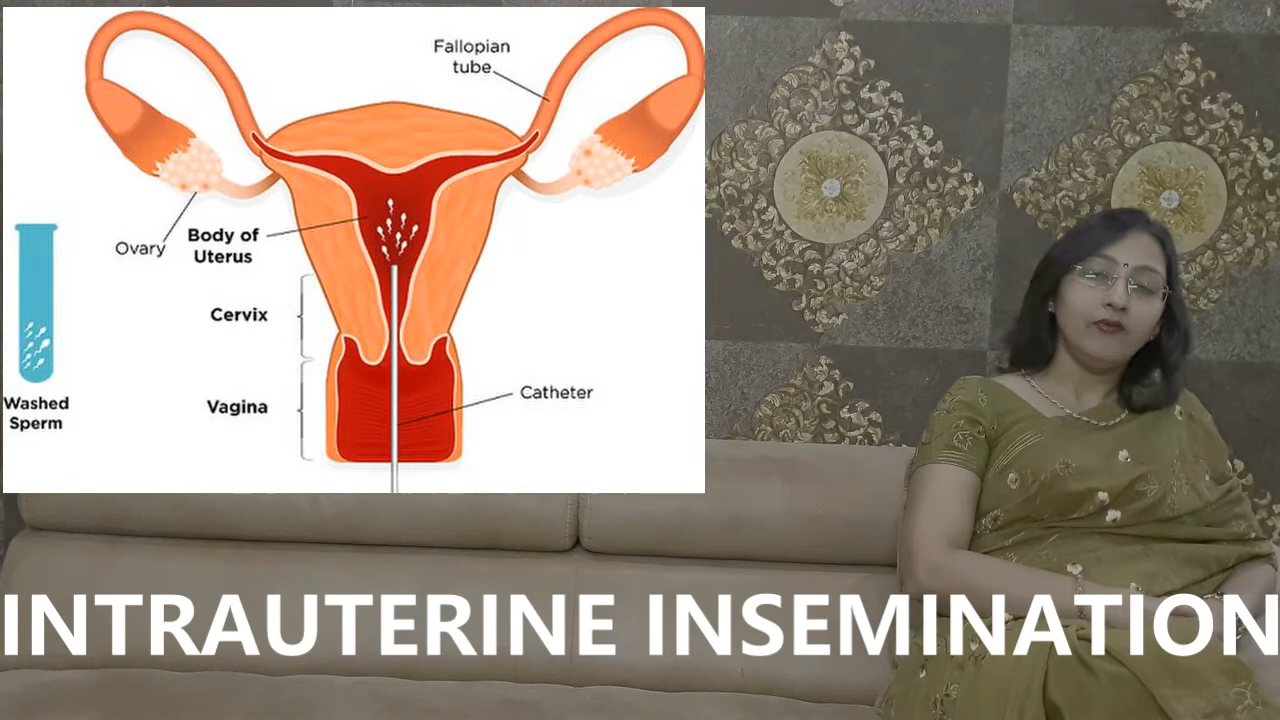 Fallopian
tube
Ovary
Body of
Uterus
Cervix
Vagina
Catheter
Washed
Sperm
INTRAUTERINE INSEMINATION